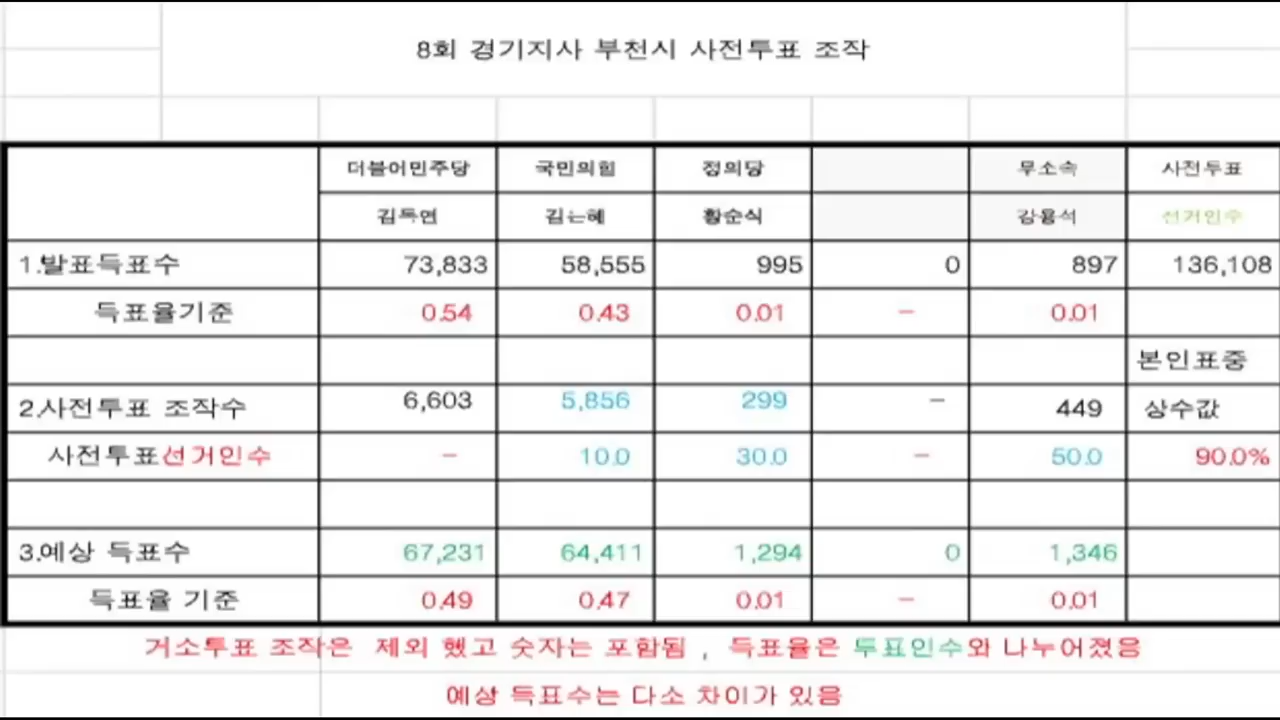 8회 경기지사 부천시 사전투표 조작
더불어민주당 국민의힘 정의당 무소속 사전투표
김동연 김은혜 황순식 강용석 선거인수
1.발표득표수 73,833 58,555 995 0 897 136,108
득표율기준 0.54 0.43 0.01 – 0.01
본인표중
2.사전투표 조작수 6,603 5,856 299 – 449 상수값
사전투표선거인수 – 10.0 30.0 – 50.0 90.0%
3.예상 득표수 67,231 64,411 1,294 0 1,346
득표율 기준 0.49 0.47 0.01 – 0.01
거소투표 조작은 제외 했고 숫자는 포함됨 , 득표율은 투표인수와 나누어졌음
예상 득표수는 다소 차이가 있음